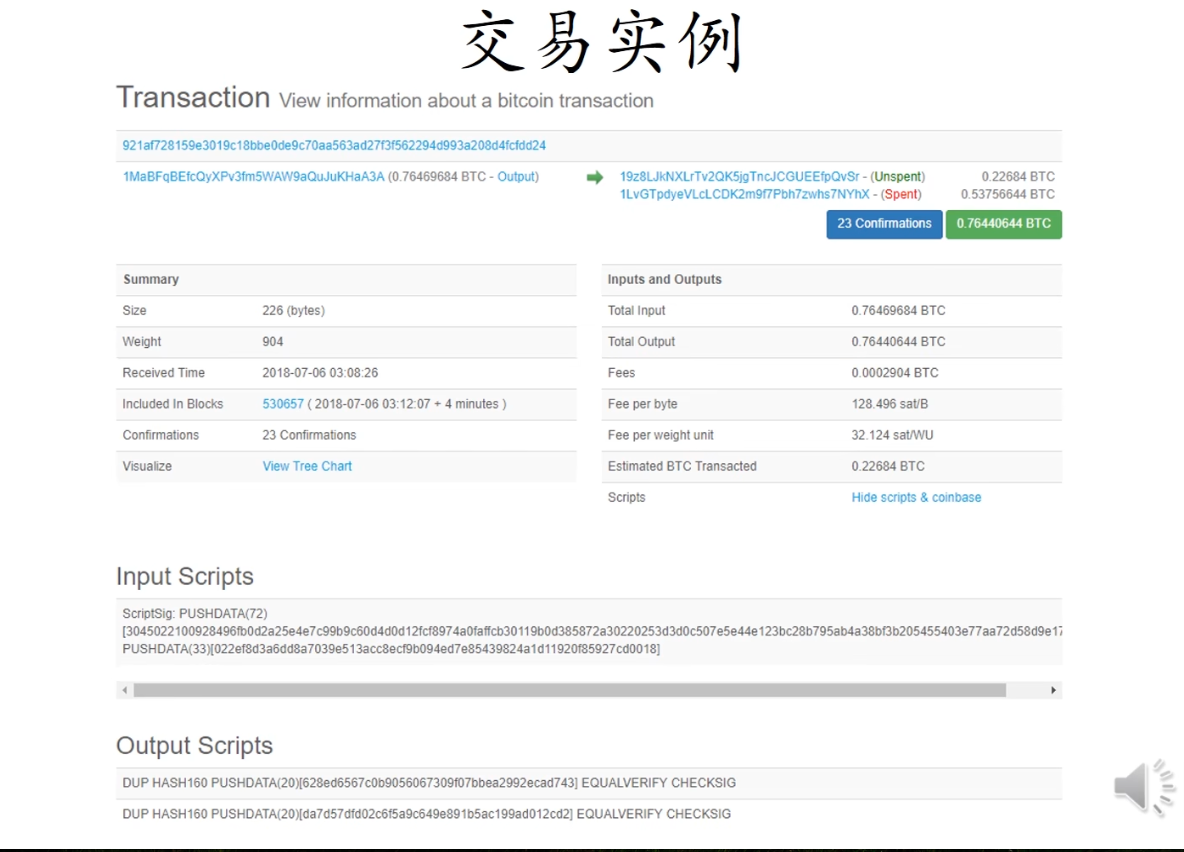 交易实例
Transaction View information about a bitcoin transaction
921af728159e3019c18bbe0de9c70aa563ad27f3f562294d993a208d4fcfdd24
1MaBFqBEfcQyXPv3fm5WAW9aQuJuKHaA3A (0.76469684 BTC - Output)
19z8LJkNXLrTv2QK5jgTncJCGUEEfpQvSr - (Unspent) 0.22684 BTC
1LvGTpdyeVLcLCDK2m9f7Pbh7zwhs7NYhX - (Spent) 0.53756644 BTC
23 Confirmations 0.76440644 BTC
Summary
Size 226 (bytes)
Weight 904
Received Time 2018-07-06 03:08:26
Included In Blocks 530657 ( 2018-07-06 03:12:07 + 4 minutes )
Confirmations 23 Confirmations
Visualize View Tree Chart
Inputs and Outputs
Total Input 0.76469684 BTC
Total Output 0.76440644 BTC
Fees 0.0002904 BTC
Fee per byte 128.496 sat/B
Fee per weight unit 32.124 sat/WU
Estimated BTC Transacted 0.22684 BTC
Scripts Hide scripts & coinbase
Input Scripts
ScriptSig: PUSHDATA(72)
[3045022100928496fb0d2a25e4e7c99b9c60d4d0d12fcf8974a0faffcb30119b0d385872a30220253d3d0c507e5e44e123bc28b795ab4a38bf3b205455403e77aa72d58d9e17
PUSHDATA(33)[022ef8d3a6dd8a7039e513acc8ecf9b094ed7e85439824a1d11920f85927cd0018]
Output Scripts
DUP HASH160 PUSHDATA(20)[628ed6567c0b9056067309f07bbea2992ecad743] EQUALVERIFY CHECKSIG
DUP HASH160 PUSHDATA(20)[da7d57dfd02c6f5a9c649e891b5ac199ad012cd2] EQUALVERIFY CHECKSIG